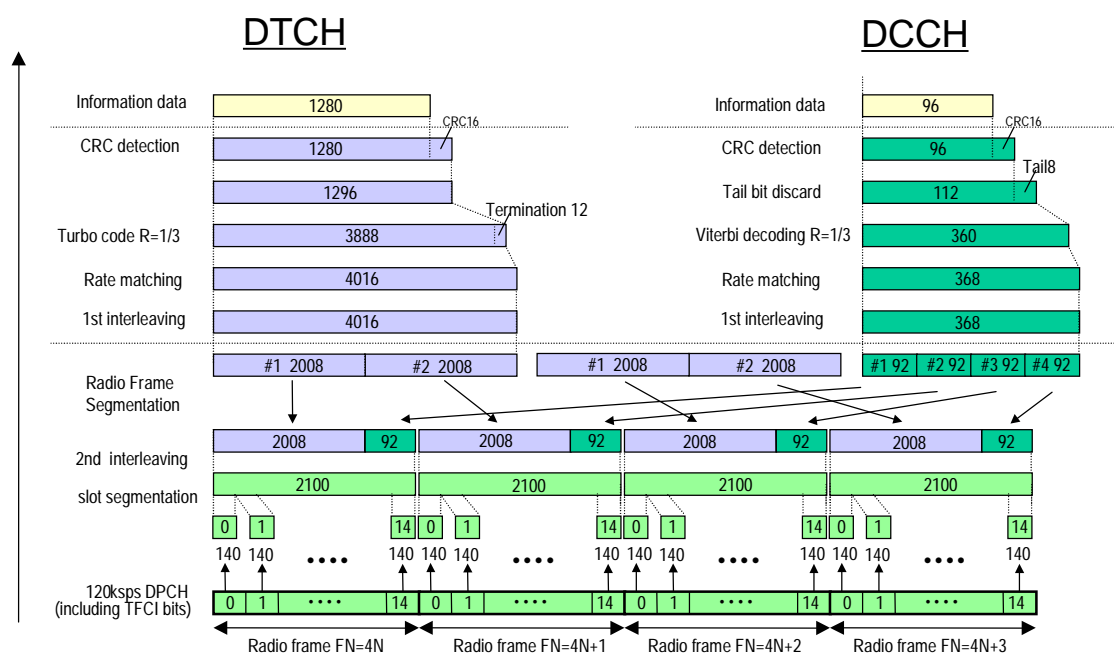 DTCH DCCH
Information data 1280 Information data 96
CRC16 CRC16
CRC detection 1280 CRC detection 96
Tail8
1296 Tail bit discard 112
Termination 12
Turbo code R=1/3 3888 Viterbi decoding R=1/3 360
Rate matching 4016 Rate matching 368
1st interleaving 4016 1st interleaving 368
#1 2008 #2 2008 #1 2008 #2 2008 #1 92 #2 92 #3 92 #4 92
Radio Frame
Segmentation
2008 92 2008 92 2008 92 2008 92
2nd interleaving
slot segmentation 2100 2100 2100 2100
0 1 14 0 1 14 0 1 14 0 1 14
140 140 •••• 140 140 140 •••• 140 140 140 •••• 140 140 140 •••• 140
120ksps DPCH
(including TFCI bits)
0 1 •••• 14 0 1 •••• 14 0 1 •••• 14 0 1 •••• 14
Radio frame FN=4N Radio frame FN=4N+1 Radio frame FN=4N+2 Radio frame FN=4N+3